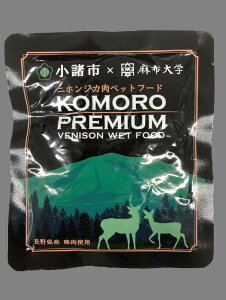 小諸市 × 麻布大学
ニホンジカ肉ペットフード
KOMORO
PREMIUM
VENISON WET FOOD
長野県産 鹿肉使用